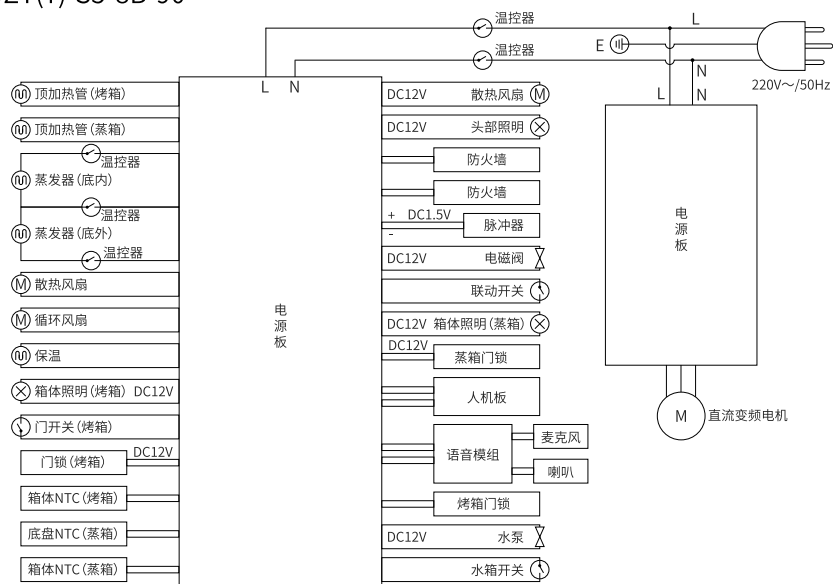 温控器
L
E
温控器
N
220V～/50Hz
L N
L N
顶加热管(烤箱)
顶加热管(蒸箱)
温控器
蒸发器(底内)
温控器
蒸发器(底外)
温控器
M 散热风扇
M 循环风扇
保温
箱体照明(烤箱) DC12V
门开关(烤箱)
门锁(烤箱) DC12V
箱体NTC(烤箱)
底盘NTC(蒸箱)
箱体NTC(蒸箱)
电源板
DC12V 散热风扇 M
DC12V 头部照明
防火墙
防火墙
+ DC1.5V
- 脉冲器
DC12V 电磁阀
联动开关
DC12V 箱体照明(蒸箱)
DC12V
蒸箱门锁
人机板
语音模组
麦克风
喇叭
烤箱门锁
DC12V 水泵
水箱开关
电源板
M 直流变频电机